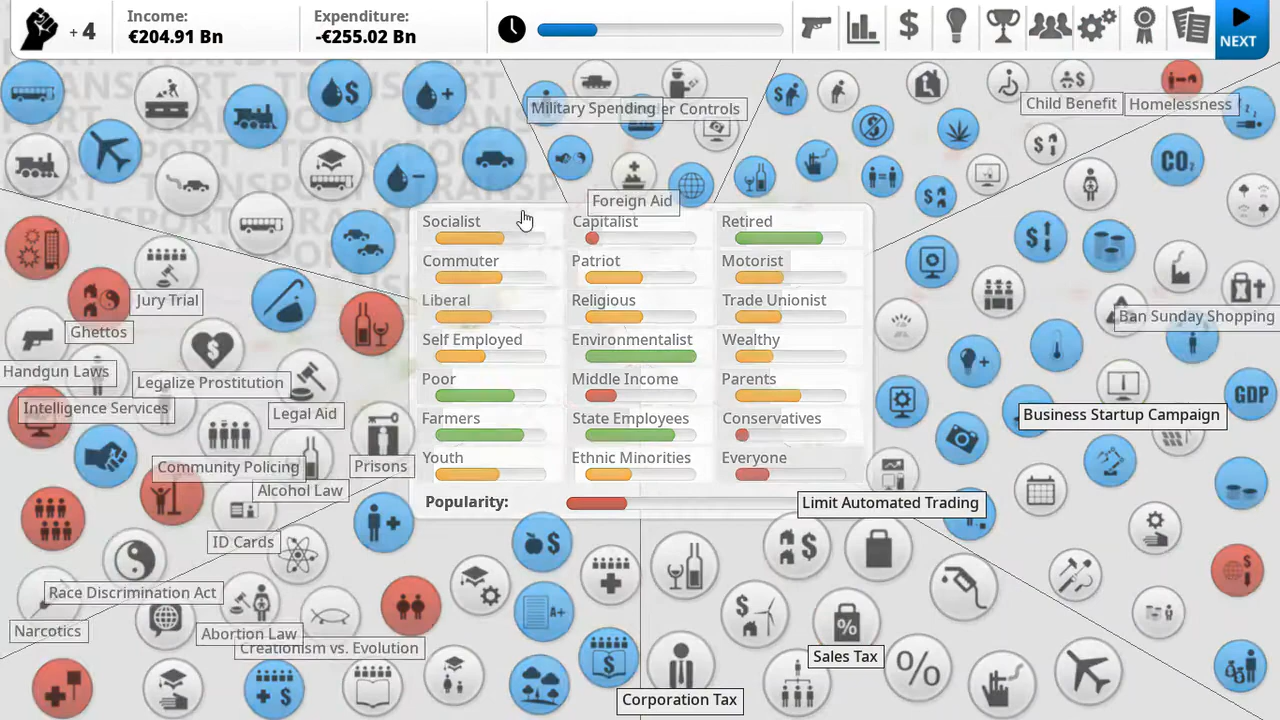 Income:
Expenditure:
+ 4
€204.91 Bn
-€255.02 Bn
NEXT
TRANSPORT
Military Spending
er Controls
Child Benefit
Homelessness
CO2
Foreign Aid
Socialist
Capitalist
Retired
Commuter
Patriot
Motorist
Jury Trial
Liberal
Religious
Trade Unionist
Ban Sunday Shopping
Ghettos
Self Employed
Environmentalist
Wealthy
Handgun Laws
Legalize Prostitution
Poor
Middle Income
Parents
GDP
Intelligence Services
Legal Aid
Farmers
State Employees
Conservatives
Business Startup Campaign
Community Policing
Prisons
Youth
Ethnic Minorities
Everyone
Alcohol Law
Popularity:
Limit Automated Trading
ID Cards
Race Discrimination Act
A+
Narcotics
Abortion Law
Creationism vs. Evolution
Sales Tax
Corporation Tax